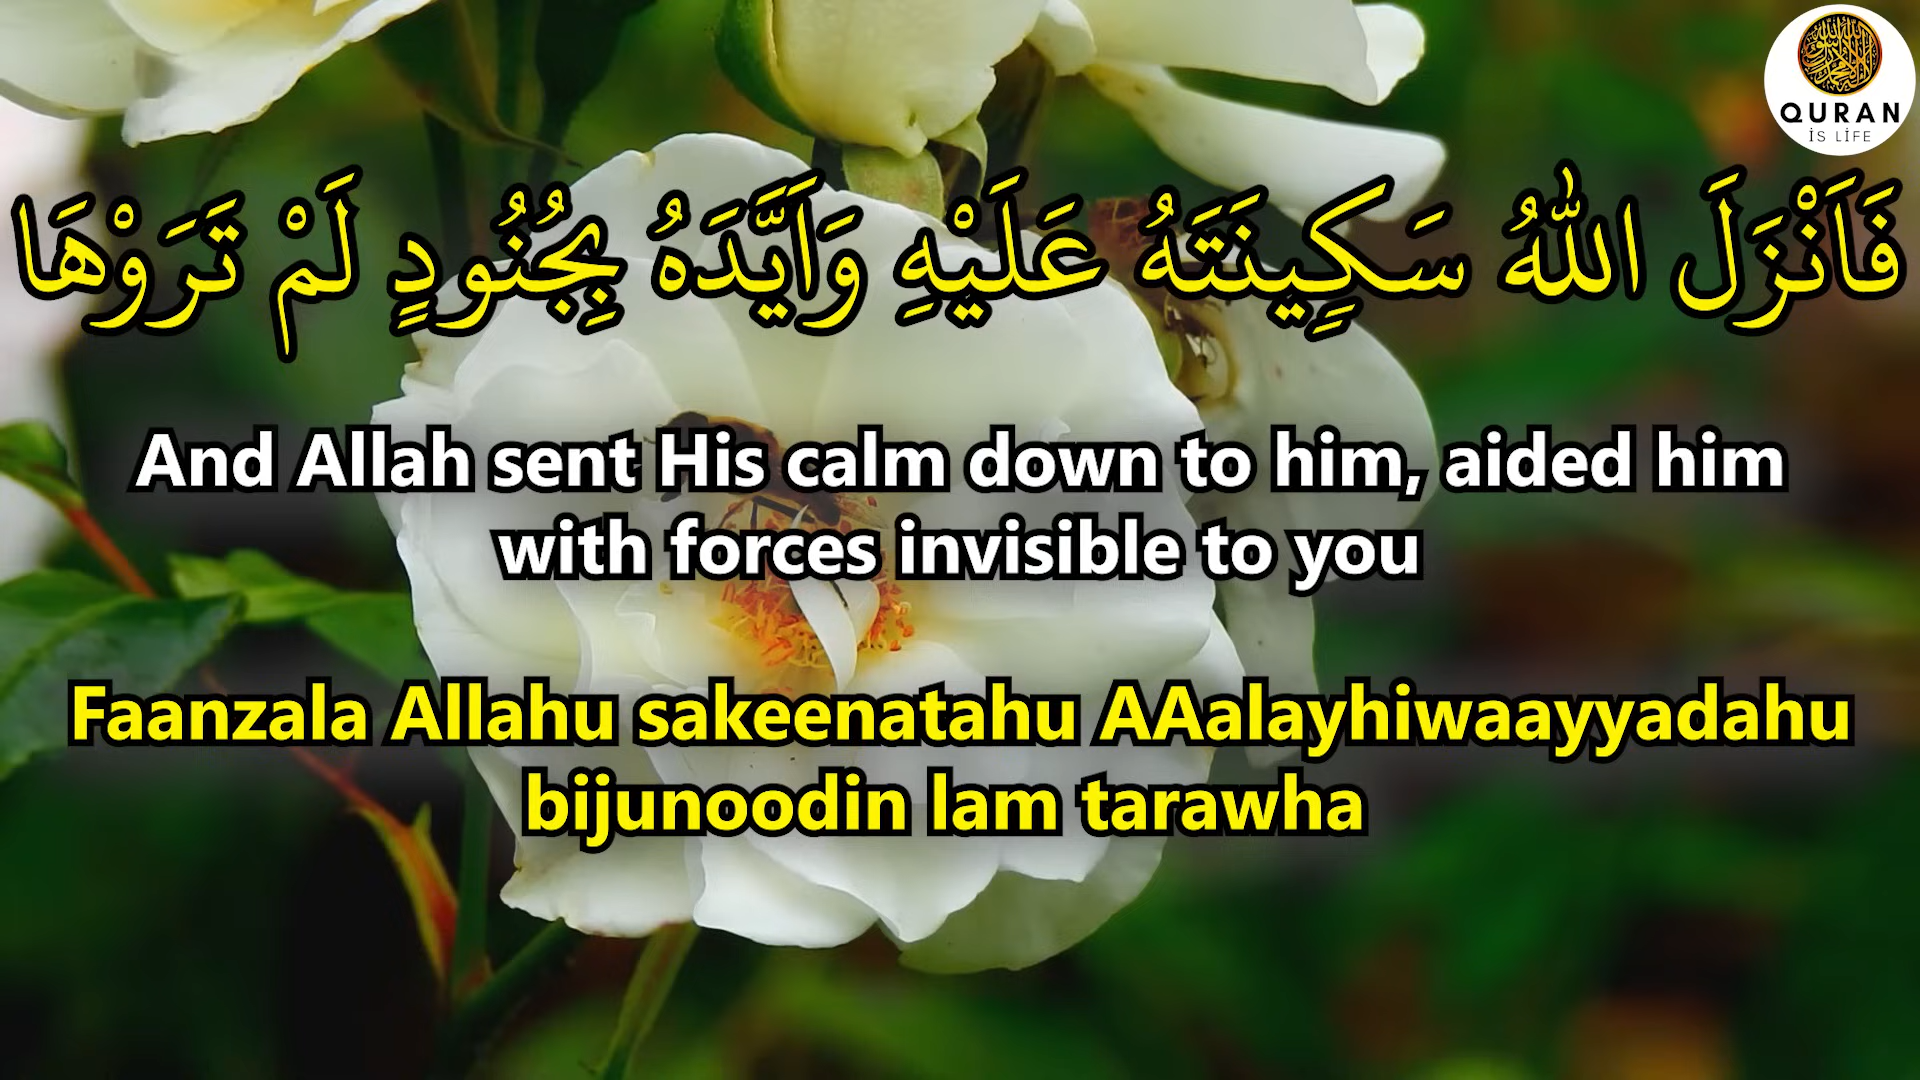 QURAN
İS LİFE
فَاَنْزَلَ اللّٰهُ سَكِينَتَهُ عَلَيْهِ وَاَيَّدَهُ بِجُنُودٍ لَمْ تَرَوْهَا
And Allah sent His calm down to him, aided him
with forces invisible to you
Faanzala Allahu sakeenatahu AAalayhiwaayyadahu
bijunoodin lam tarawha